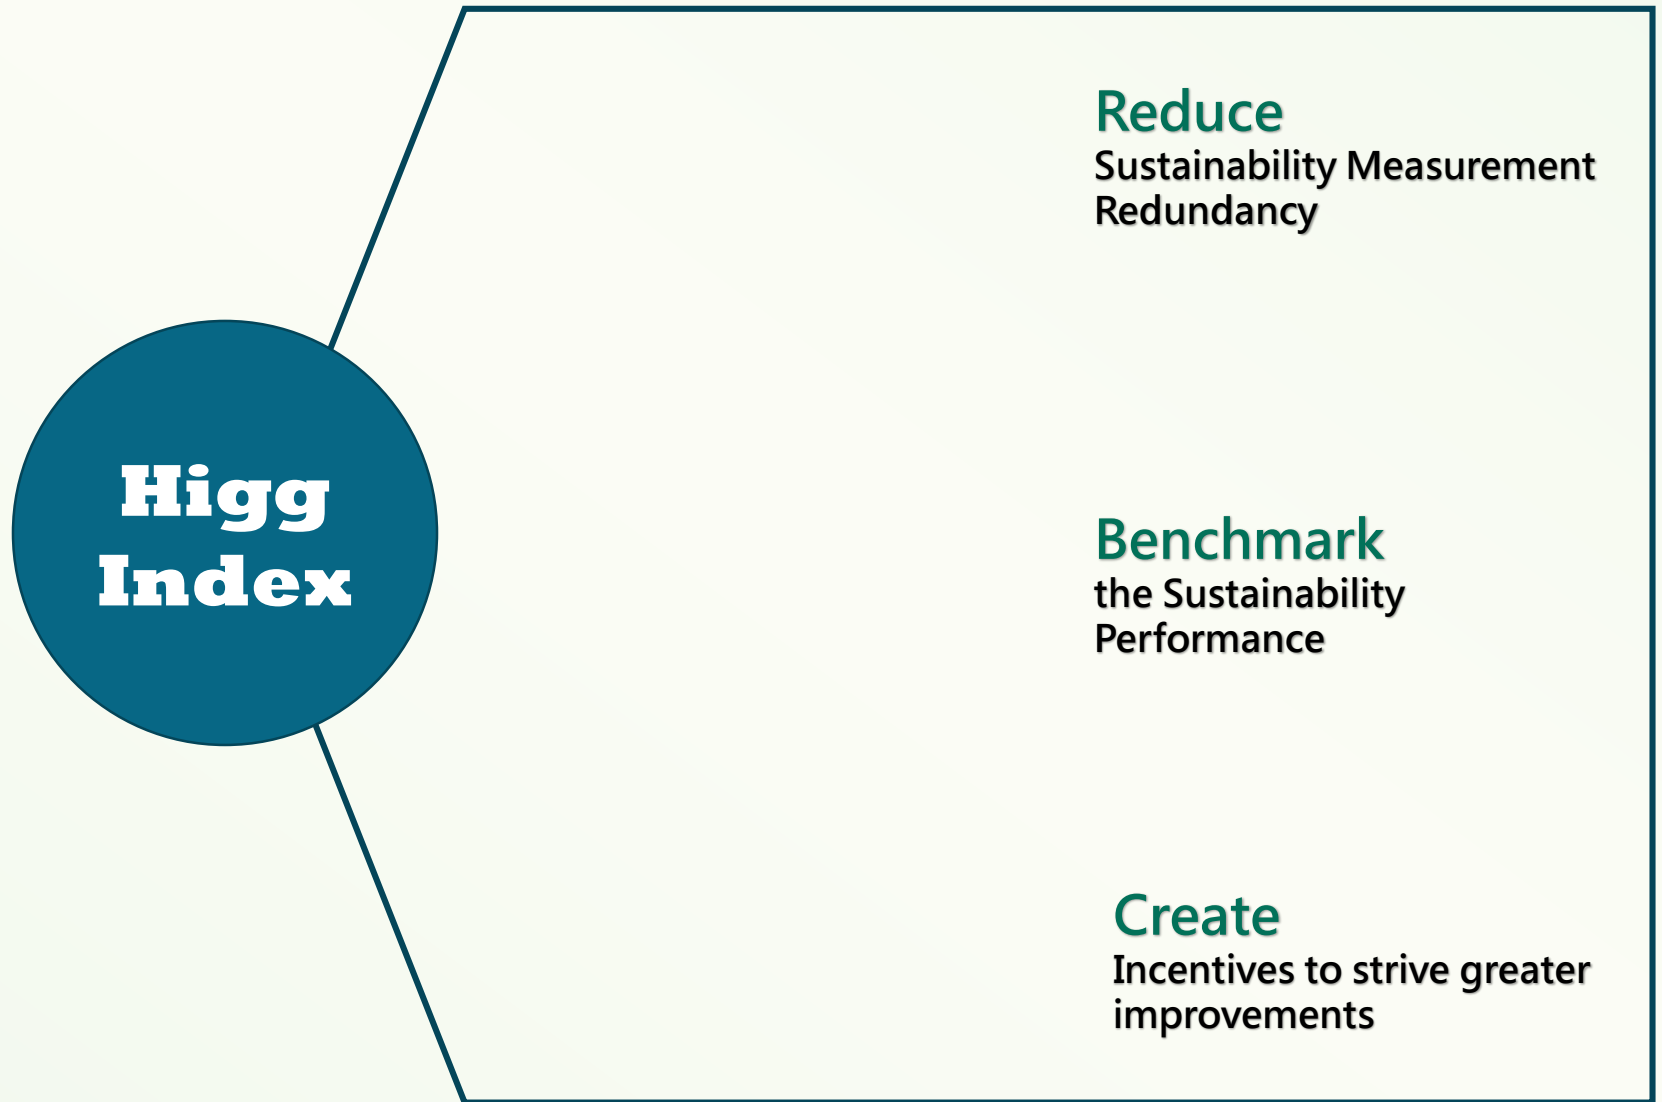 Higg
Index
Reduce
Sustainability Measurement
Redundancy
Benchmark
the Sustainability
Performance
Create
Incentives to strive greater
improvements